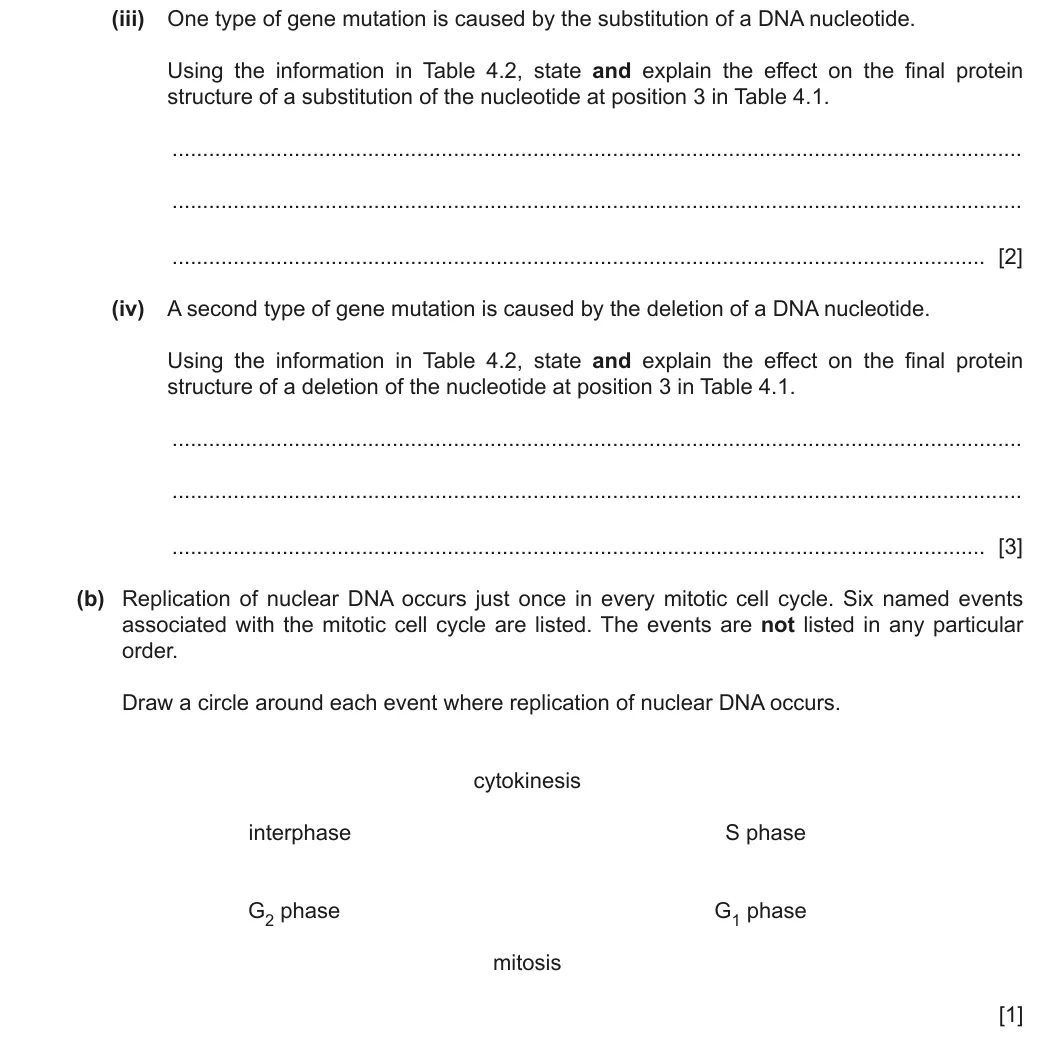 (iii) One type of gene mutation is caused by the substitution of a DNA nucleotide.
Using the information in Table 4.2, state and explain the effect on the final protein
structure of a substitution of the nucleotide at position 3 in Table 4.1.
..........................................................................................................................................
..........................................................................................................................................
.................................................................................................................................... [2]
(iv) A second type of gene mutation is caused by the deletion of a DNA nucleotide.
Using the information in Table 4.2, state and explain the effect on the final protein
structure of a deletion of the nucleotide at position 3 in Table 4.1.
..........................................................................................................................................
..........................................................................................................................................
.................................................................................................................................... [3]
(b) Replication of nuclear DNA occurs just once in every mitotic cell cycle. Six named events
associated with the mitotic cell cycle are listed. The events are not listed in any particular
order.
Draw a circle around each event where replication of nuclear DNA occurs.
cytokinesis
interphase S phase
G₂ phase G₁ phase
mitosis
[1]